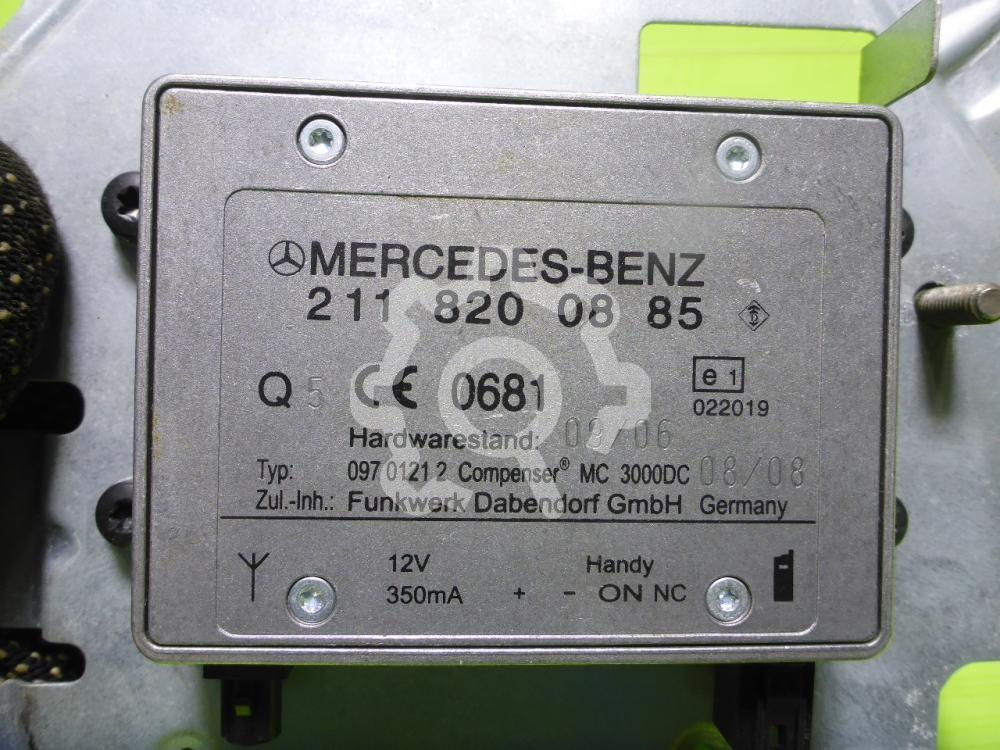 MERCEDES-BENZ
211 820 08 85
Q 5 CE 0681 e 1
022019
Hardwarestand: 09/06
Typ: 097 0121 2 Compenser® MC 3000DC 08/08
Zul.-Inh.: Funkwerk Dabendorf GmbH Germany
12V Handy
350mA + - ON NC